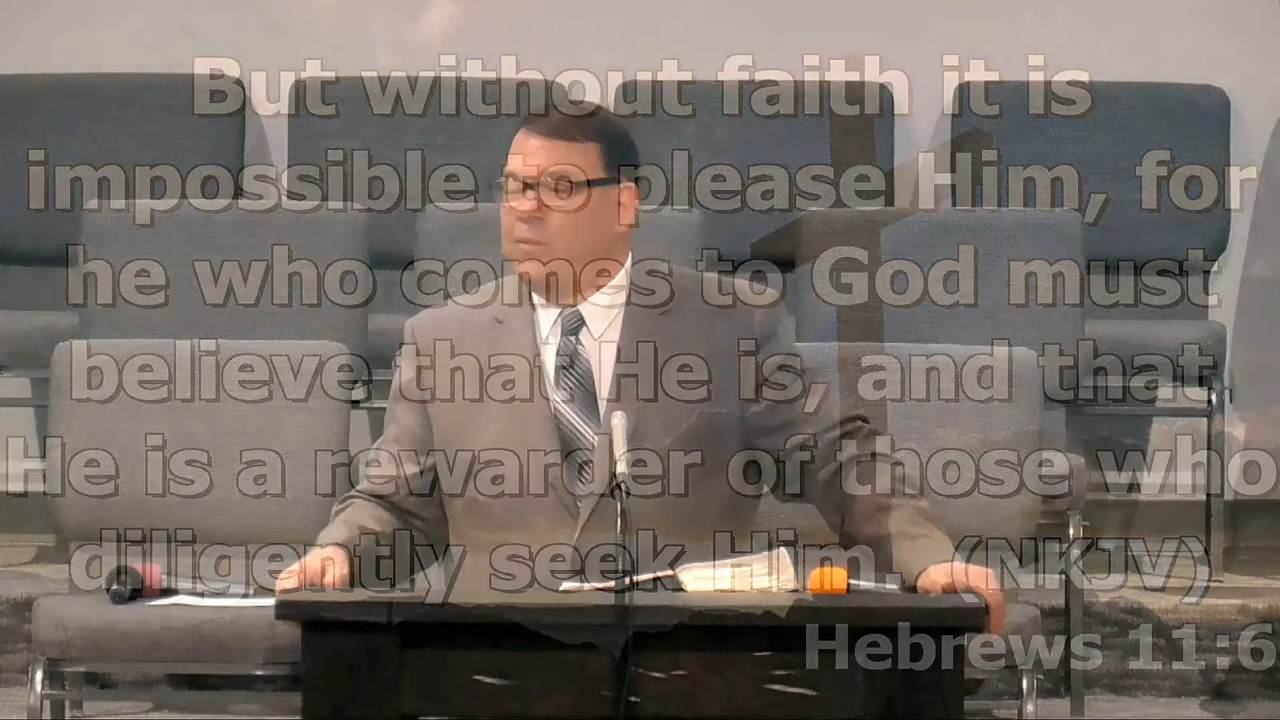 But without faith it is
impossible to please Him, for
he who comes to God must
believe that He is, and that
He is a rewarder of those who
diligently seek Him. (NKJV)
Hebrews 11:6